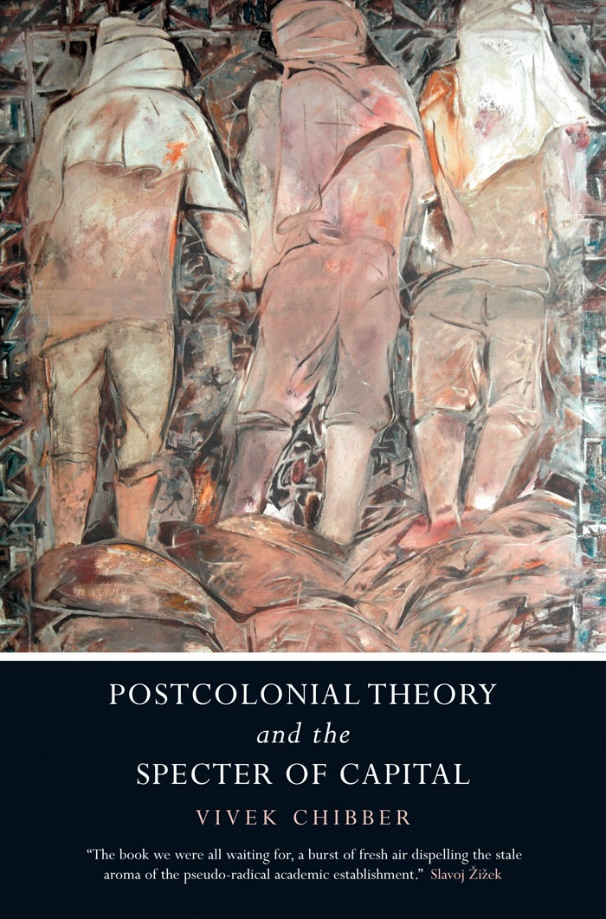 POSTCOLONIAL THEORY
and the
SPECTER OF CAPITAL
VIVEK CHIBBER
“The book we were all waiting for, a burst of fresh air dispelling the stale
aroma of the pseudo-radical academic establishment.” Slavoj Žižek